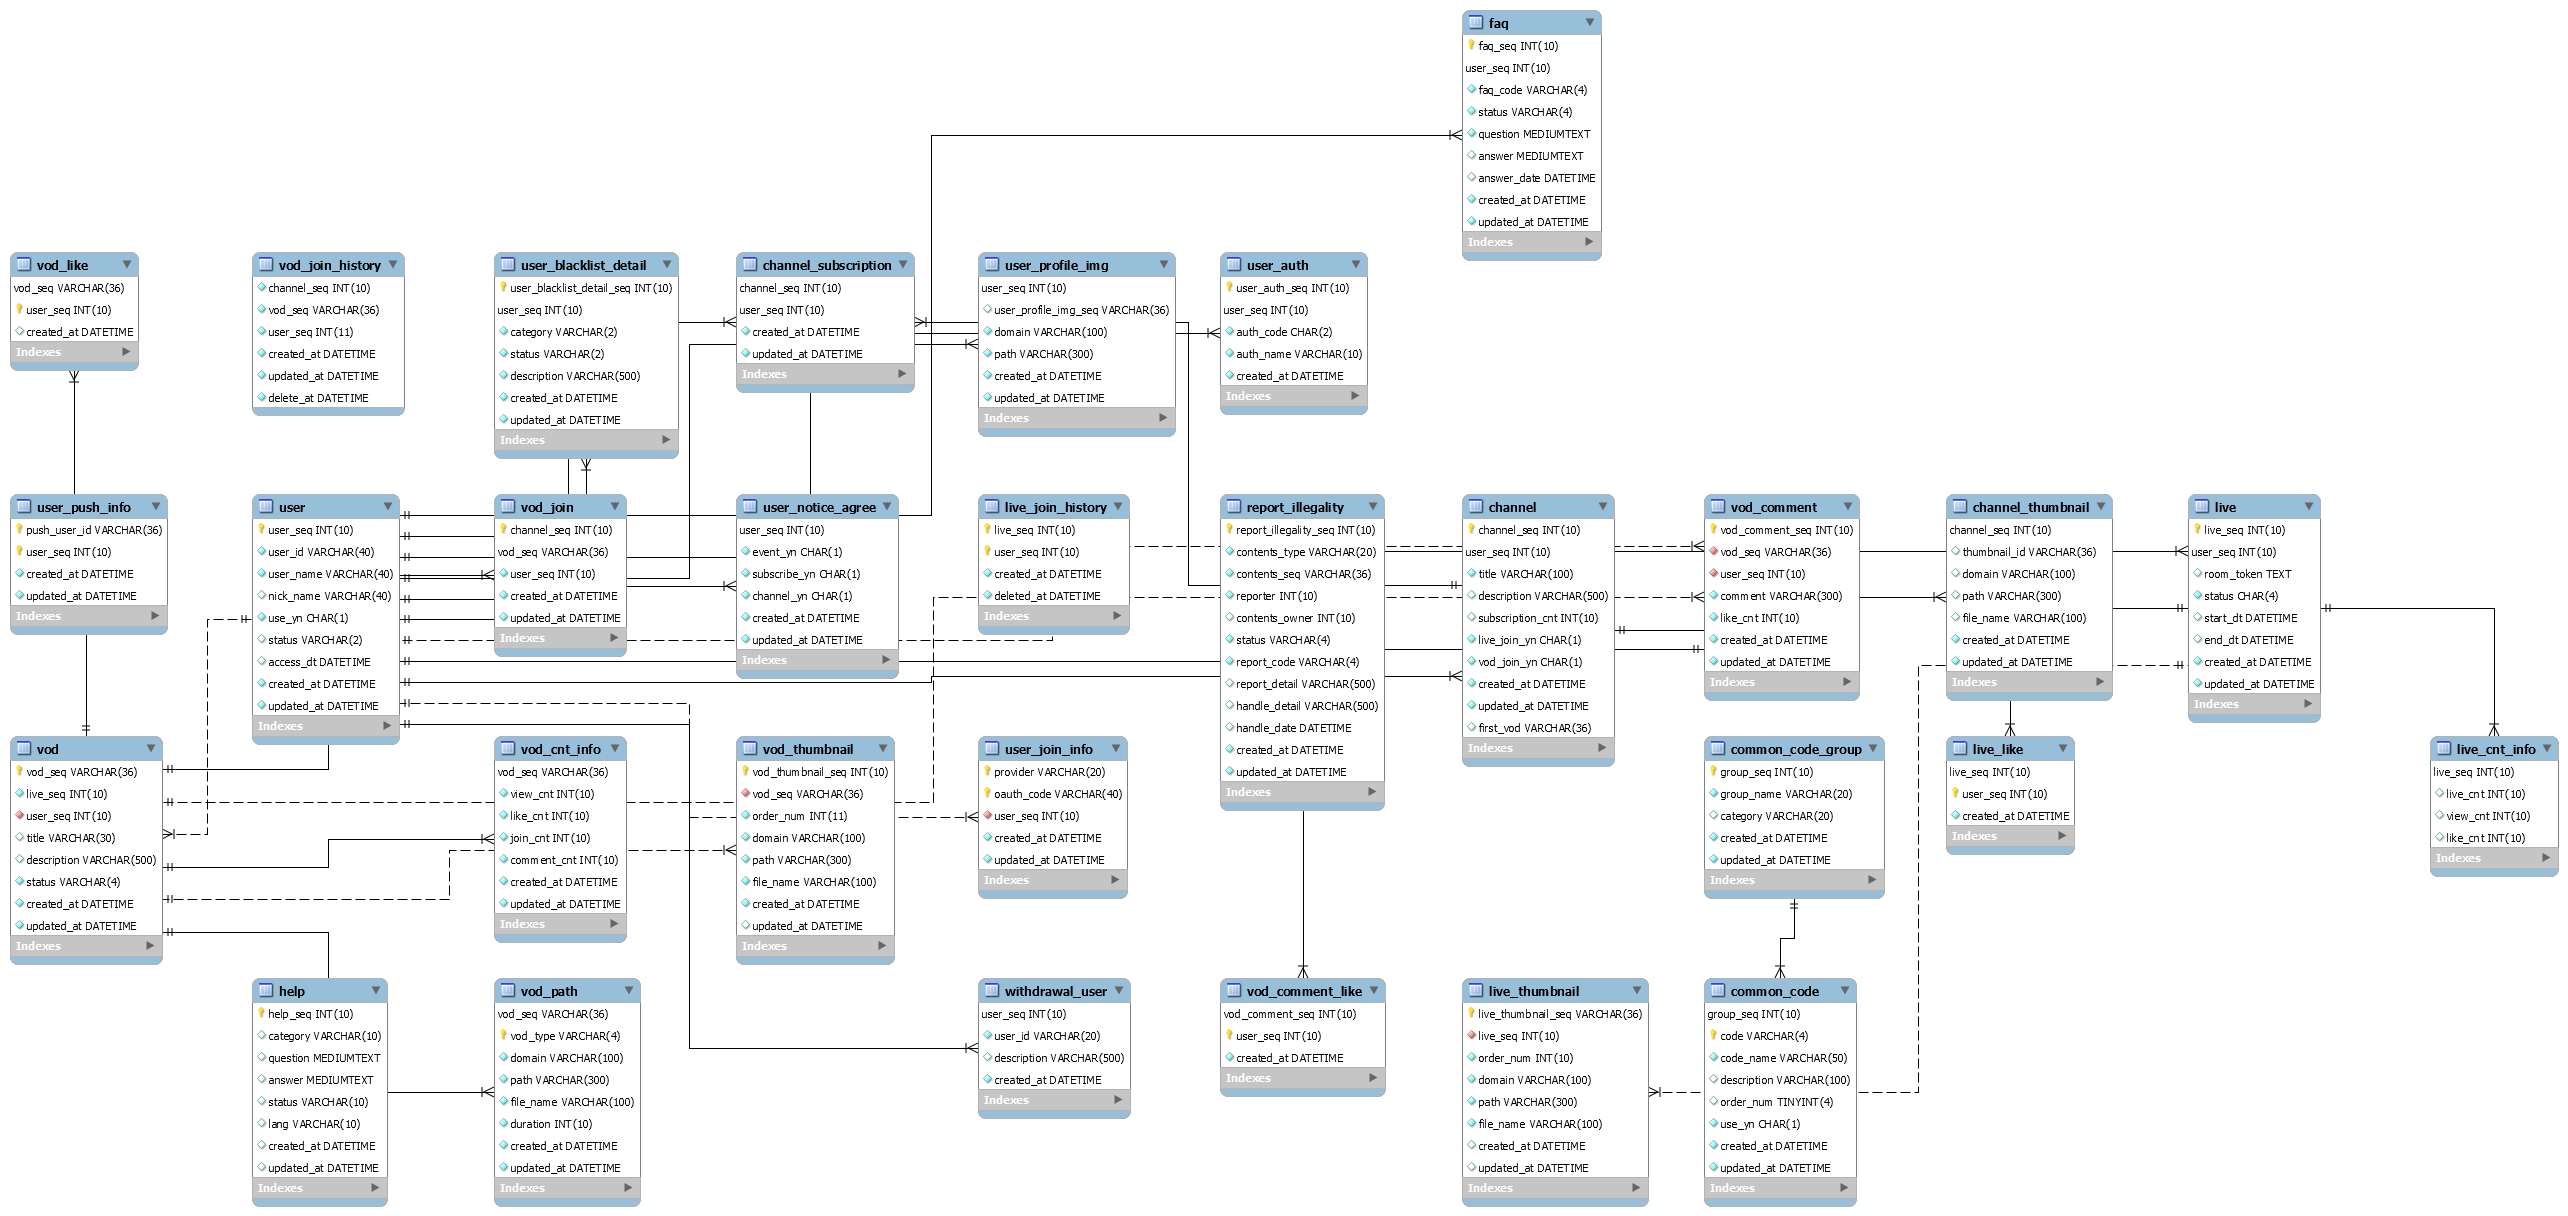 faq
faq_seq INT(10)
user_seq INT(10)
faq_code VARCHAR(4)
status VARCHAR(4)
question MEDIUMTEXT
answer MEDIUMTEXT
answer_date DATETIME
created_at DATETIME
updated_at DATETIME
Indexes
vod_like
vod_seq VARCHAR(36)
user_seq INT(10)
created_at DATETIME
Indexes
vod_join_history
channel_seq INT(10)
vod_seq VARCHAR(36)
user_seq INT(11)
created_at DATETIME
updated_at DATETIME
delete_at DATETIME
user_blacklist_detail
user_blacklist_detail_seq INT(10)
user_seq INT(10)
category VARCHAR(2)
status VARCHAR(2)
description VARCHAR(500)
created_at DATETIME
updated_at DATETIME
Indexes
channel_subscription
channel_seq INT(10)
user_seq INT(10)
created_at DATETIME
updated_at DATETIME
Indexes
user_profile_img
user_seq INT(10)
user_profile_img_seq VARCHAR(36)
domain VARCHAR(100)
path VARCHAR(300)
created_at DATETIME
updated_at DATETIME
Indexes
user_auth
user_auth_seq INT(10)
user_seq INT(10)
auth_code CHAR(2)
auth_name VARCHAR(10)
created_at DATETIME
Indexes
user_push_info
push_user_id VARCHAR(36)
user_seq INT(10)
created_at DATETIME
updated_at DATETIME
Indexes
user
user_seq INT(10)
user_id VARCHAR(40)
user_name VARCHAR(40)
nick_name VARCHAR(40)
use_yn CHAR(1)
status VARCHAR(2)
access_dt DATETIME
created_at DATETIME
updated_at DATETIME
Indexes
vod_join
channel_seq INT(10)
vod_seq VARCHAR(36)
user_seq INT(10)
created_at DATETIME
updated_at DATETIME
Indexes
user_notice_agree
user_seq INT(10)
event_yn CHAR(1)
subscribe_yn CHAR(1)
channel_yn CHAR(1)
created_at DATETIME
updated_at DATETIME
Indexes
live_join_history
live_seq INT(10)
user_seq INT(10)
created_at DATETIME
deleted_at DATETIME
Indexes
report_illegality
report_illegality_seq INT(10)
contents_type VARCHAR(20)
contents_seq VARCHAR(36)
reporter INT(10)
contents_owner INT(10)
status VARCHAR(4)
report_code VARCHAR(4)
report_detail VARCHAR(500)
handle_detail VARCHAR(500)
handle_date DATETIME
created_at DATETIME
updated_at DATETIME
Indexes
channel
channel_seq INT(10)
user_seq INT(10)
title VARCHAR(100)
description VARCHAR(500)
subscription_cnt INT(10)
live_join_yn CHAR(1)
vod_join_yn CHAR(1)
created_at DATETIME
updated_at DATETIME
first_vod VARCHAR(36)
Indexes
vod_comment
vod_comment_seq INT(10)
vod_seq VARCHAR(36)
user_seq INT(10)
comment VARCHAR(300)
like_cnt INT(10)
created_at DATETIME
updated_at DATETIME
Indexes
channel_thumbnail
channel_seq INT(10)
thumbnail_id VARCHAR(36)
domain VARCHAR(100)
path VARCHAR(300)
file_name VARCHAR(100)
created_at DATETIME
updated_at DATETIME
Indexes
live
live_seq INT(10)
user_seq INT(10)
room_token TEXT
status CHAR(4)
start_dt DATETIME
end_dt DATETIME
created_at DATETIME
updated_at DATETIME
Indexes
vod
vod_seq VARCHAR(36)
live_seq INT(10)
user_seq INT(10)
title VARCHAR(30)
description VARCHAR(500)
status VARCHAR(4)
created_at DATETIME
updated_at DATETIME
Indexes
vod_cnt_info
vod_seq VARCHAR(36)
view_cnt INT(10)
like_cnt INT(10)
join_cnt INT(10)
comment_cnt INT(10)
created_at DATETIME
updated_at DATETIME
Indexes
vod_thumbnail
vod_thumbnail_seq INT(10)
vod_seq VARCHAR(36)
order_num INT(11)
domain VARCHAR(100)
path VARCHAR(300)
file_name VARCHAR(100)
created_at DATETIME
updated_at DATETIME
Indexes
user_join_info
provider VARCHAR(20)
oauth_code VARCHAR(40)
user_seq INT(10)
created_at DATETIME
updated_at DATETIME
Indexes
common_code_group
group_seq INT(10)
group_name VARCHAR(20)
category VARCHAR(20)
created_at DATETIME
updated_at DATETIME
Indexes
live_like
live_seq INT(10)
user_seq INT(10)
created_at DATETIME
Indexes
live_cnt_info
live_seq INT(10)
live_cnt INT(10)
view_cnt INT(10)
like_cnt INT(10)
Indexes
help
help_seq INT(10)
category VARCHAR(10)
question MEDIUMTEXT
answer MEDIUMTEXT
status VARCHAR(10)
lang VARCHAR(10)
created_at DATETIME
updated_at DATETIME
Indexes
vod_path
vod_seq VARCHAR(36)
vod_type VARCHAR(4)
domain VARCHAR(100)
path VARCHAR(300)
file_name VARCHAR(100)
duration INT(10)
created_at DATETIME
updated_at DATETIME
Indexes
withdrawal_user
user_seq INT(10)
user_id VARCHAR(20)
description VARCHAR(500)
created_at DATETIME
Indexes
vod_comment_like
vod_comment_seq INT(10)
user_seq INT(10)
created_at DATETIME
Indexes
live_thumbnail
live_thumbnail_seq VARCHAR(36)
live_seq INT(10)
order_num INT(10)
domain VARCHAR(100)
path VARCHAR(300)
file_name VARCHAR(100)
created_at DATETIME
updated_at DATETIME
Indexes
common_code
group_seq INT(10)
code VARCHAR(4)
code_name VARCHAR(50)
description VARCHAR(100)
order_num TINYINT(4)
use_yn CHAR(1)
created_at DATETIME
updated_at DATETIME
Indexes